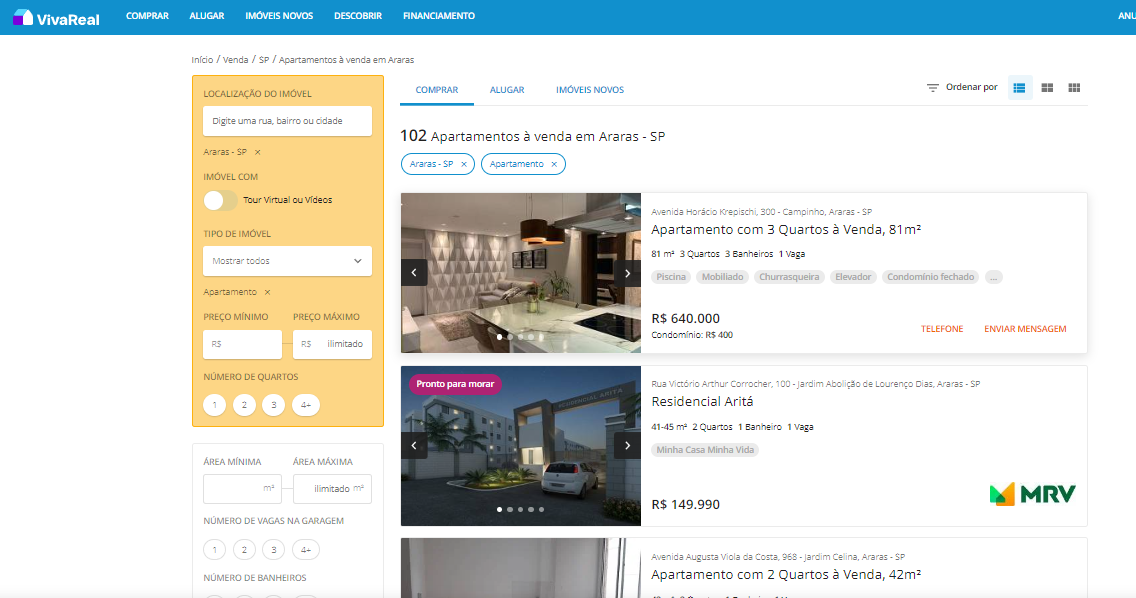 VivaReal
COMPRAR ALUGAR IMÓVEIS NOVOS DESCOBRIR FINANCIAMENTO ANU
Início / Venda / SP / Apartamentos à venda em Araras
LOCALIZAÇÃO DO IMÓVEL
Digite uma rua, bairro ou cidade
Araras - SP ×
IMÓVEL COM
Tour Virtual ou Vídeos
TIPO DE IMÓVEL
Mostrar todos
Apartamento ×
PREÇO MÍNIMO PREÇO MÁXIMO
R$ R$ ilimitado
NÚMERO DE QUARTOS
1 2 3 4+
ÁREA MÍNIMA ÁREA MÁXIMA
m² ilimitado m²
NÚMERO DE VAGAS NA GARAGEM
1 2 3 4+
NÚMERO DE BANHEIROS
COMPRAR ALUGAR IMÓVEIS NOVOS
Ordenar por
102 Apartamentos à venda em Araras - SP
Araras - SP × Apartamento ×
Avenida Horácio Krepischi, 300 - Campinho, Araras - SP
Apartamento com 3 Quartos à Venda, 81m²
81 m² 3 Quartos 3 Banheiros 1 Vaga
Piscina Mobiliado Churrasqueira Elevador Condomínio fechado ...
R$ 640.000
Condomínio: R$ 400
TELEFONE ENVIAR MENSAGEM
Pronto para morar
RESIDENCIAL ARITÁ
Rua Victório Arthur Corrocher, 100 - Jardim Abolição de Lourenço Dias, Araras - SP
Residencial Aritá
41-45 m² 2 Quartos 1 Banheiro 1 Vaga
Minha Casa Minha Vida
R$ 149.990
MRV
Avenida Augusta Viola da Costa, 968 - Jardim Celina, Araras - SP
Apartamento com 2 Quartos à Venda, 42m²